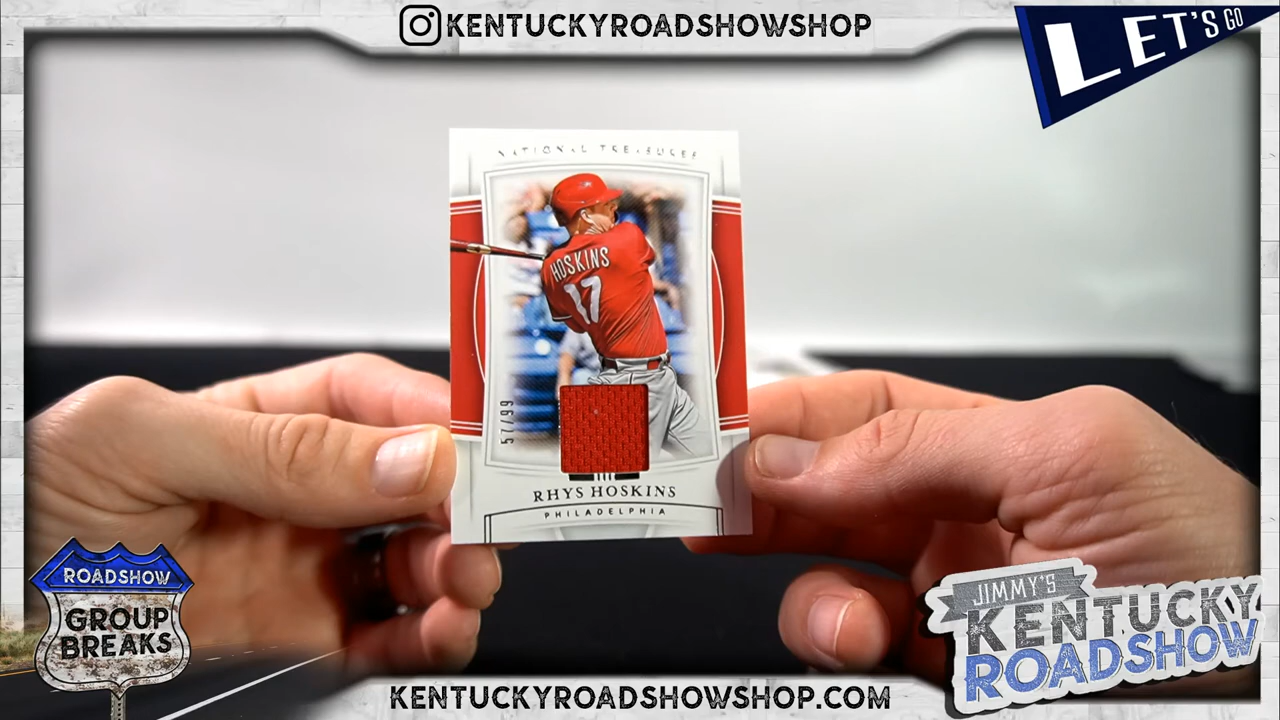 KENTUCKYROADSHOWSHOP
LET'S GO
NATIONAL TREASURES
HOSKINS
17
57/99
RHYS HOSKINS
PHILADELPHIA
ROADSHOW
GROUP
BREAKS
JIMMY'S
KENTUCKY
ROADSHOW
KENTUCKYROADSHOWSHOP.COM